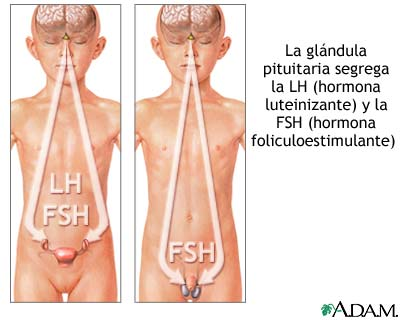 La glándula
pituitaria segrega
la LH (hormona
luteinizante) y la
FSH (hormona
foliculoestimulante)
LH
FSH
FSH
A.D.A.M.